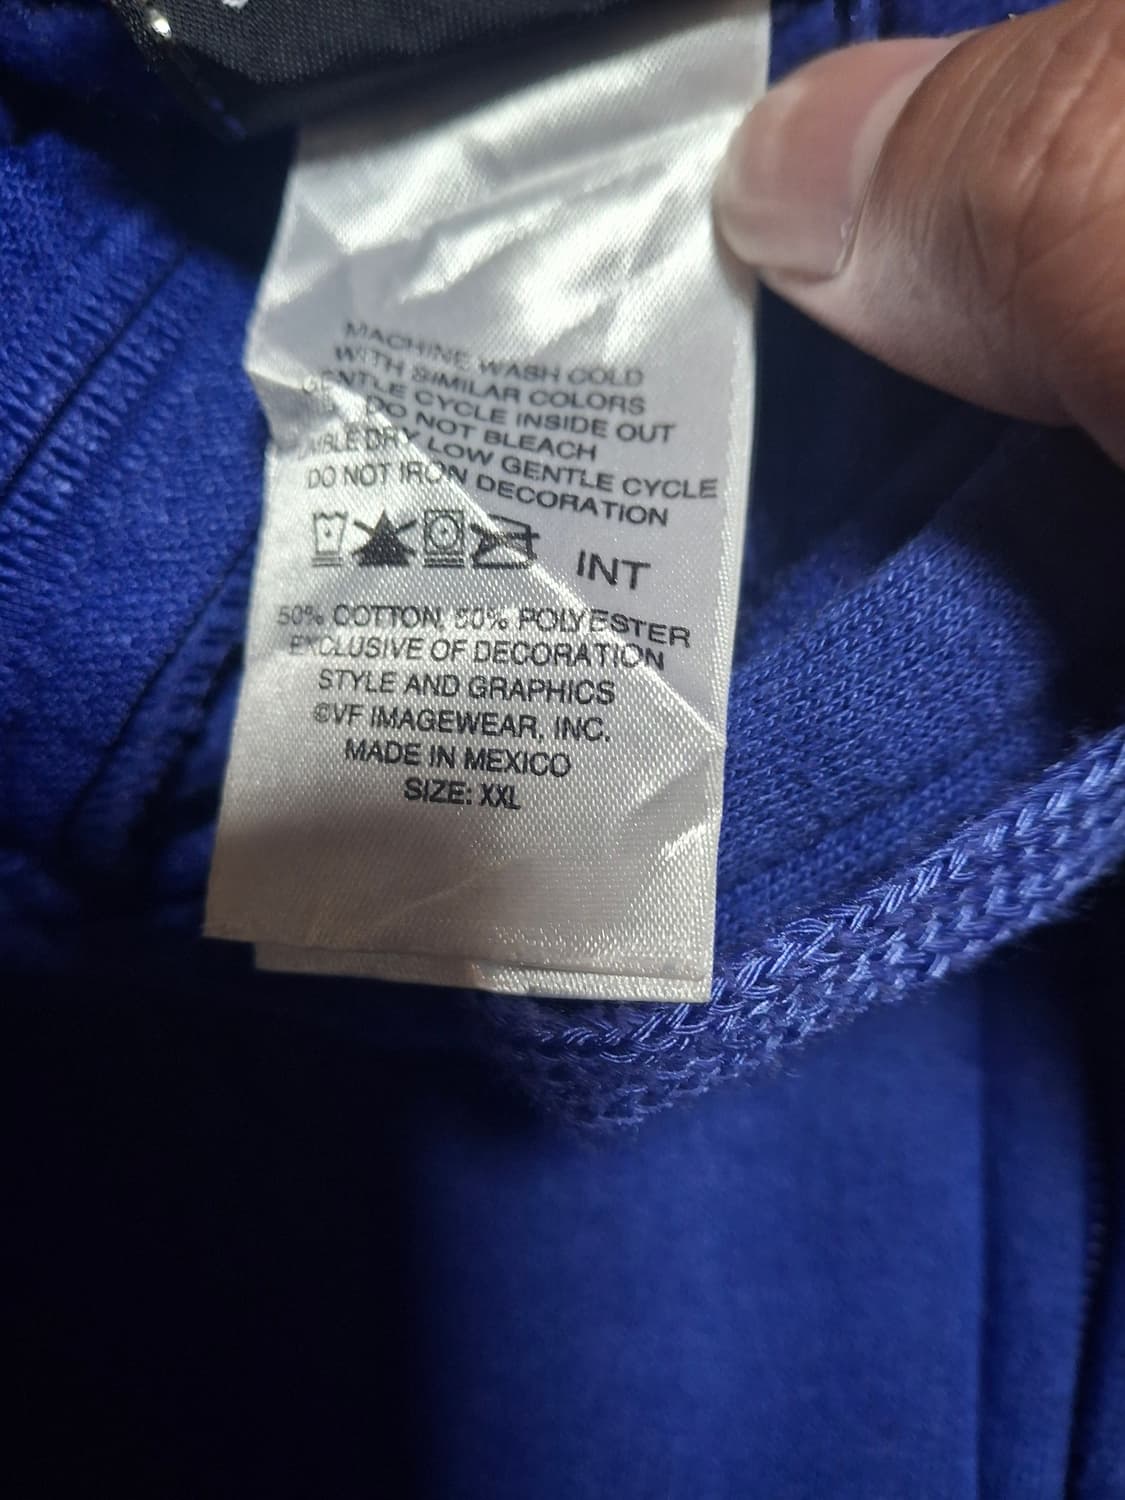 MACHINE WASH COLD
WITH SIMILAR COLORS
GENTLE CYCLE INSIDE OUT
DO NOT BLEACH
TUMBLE DRY LOW GENTLE CYCLE
DO NOT IRON DECORATION
INT
50% COTTON, 50% POLYESTER
EXCLUSIVE OF DECORATION
STYLE AND GRAPHICS
©VF IMAGEWEAR, INC.
MADE IN MEXICO
SIZE: XXL